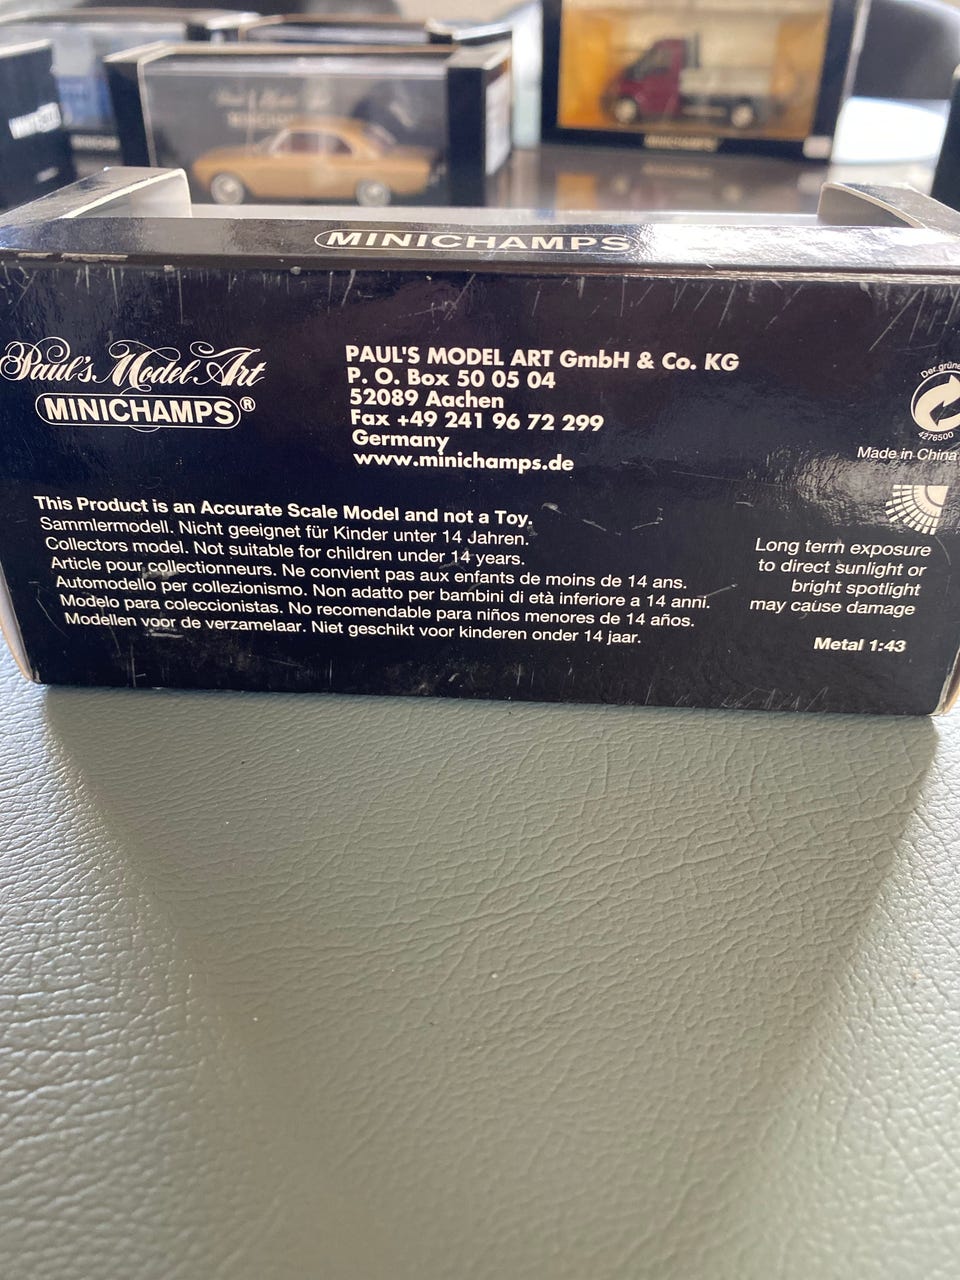 MINICHAMPS
MINICHAMPS
Paul's Model Art
MINICHAMPS®
PAUL'S MODEL ART GmbH & Co. KG
P. O. Box 50 05 04
52089 Aachen
Fax +49 241 96 72 299
Germany
www.minichamps.de
Der grüne
4276500
Made in China
This Product is an Accurate Scale Model and not a Toy.
Sammlermodell. Nicht geeignet für Kinder unter 14 Jahren.
Collectors model. Not suitable for children under 14 years.
Article pour collectionneurs. Ne convient pas aux enfants de moins de 14 ans.
Automodello per collezionismo. Non adatto per bambini di età inferiore a 14 anni.
Modelo para coleccionistas. No recomendable para niños menores de 14 años.
Modellen voor de verzamelaar. Niet geschikt voor kinderen onder 14 jaar.
Long term exposure
to direct sunlight or
bright spotlight
may cause damage
Metal 1:43